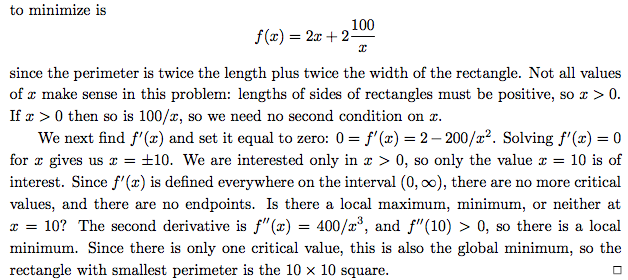 to minimize is
f(x) = 2x + 2 100/x
since the perimeter is twice the length plus twice the width of the rectangle. Not all values
of x make sense in this problem: lengths of sides of rectangles must be positive, so x > 0.
If x > 0 then so is 100/x, so we need no second condition on x.
We next find f′(x) and set it equal to zero: 0 = f′(x) = 2 − 200/x². Solving f′(x) = 0
for x gives us x = ±10. We are interested only in x > 0, so only the value x = 10 is of
interest. Since f′(x) is defined everywhere on the interval (0, ∞), there are no more critical
values, and there are no endpoints. Is there a local maximum, minimum, or neither at
x = 10? The second derivative is f″(x) = 400/x³, and f″(10) > 0, so there is a local
minimum. Since there is only one critical value, this is also the global minimum, so the
rectangle with smallest perimeter is the 10 × 10 square. □